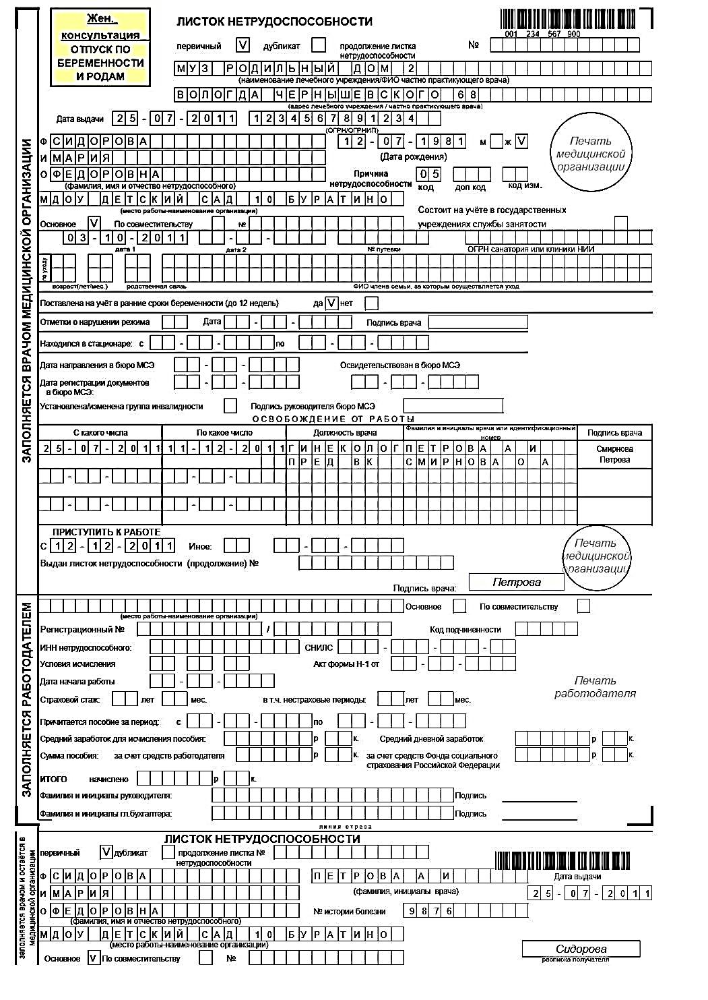 Жен.
консультация
ОТПУСК ПО
БЕРЕМЕННОСТИ
И РОДАМ
ЛИСТОК НЕТРУДОСПОСОБНОСТИ
001 234 567 900
первичный V дубликат продолжение листка нетрудоспособности №
МУЗ РОДИЛЬНЫЙ ДОМ 2
(наименование лечебного учреждения/ФИО частно практикующего врача)
ВОЛОГДА ЧЕРНЫШЕВСКОГО 68
(адрес лечебного учреждения / частно практикующего врача)
Дата выдачи 25-07-2011 1234567891234
(ОГРН/ОГРНИП)
Ф СИДОРОВА 12-07-1981 м ж V
И МАРИЯ (Дата рождения)
О ФЕДОРОВНА Причина нетрудоспособности 05
(фамилия, имя и отчество нетрудоспособного) код доп код код изм.
Печать
медицинской
организации
МДОУ ДЕТСКИЙ САД 10 БУРАТИНО
(место работы-наименование организации)
Состоит на учёте в государственных
учреждениях службы занятости
Основное V По совместительству №
03-10-2011 - -
дата 1 дата 2 № путевки ОГРН санатория или клиники НИИ
по уходу
возраст(лет/мес.) родственная связь ФИО члена семьи, за которым осуществляется уход
Поставлена на учёт в ранние сроки беременности (до 12 недель) да V нет
Отметки о нарушении режима Дата - - Подпись врача
Находился в стационаре: с - - по - -
Дата направления в бюро МСЭ - - Освидетельствован в бюро МСЭ
Дата регистрации документов - - - -
в бюро МСЭ:
Установлена/изменена группа инвалидности Подпись руководителя бюро МСЭ
ОСВОБОЖДЕНИЕ ОТ РАБОТЫ
С какого числа По какое число Должность врача Фамилия и инициалы врача или идентификационный номер Подпись врача
25-07-2011 11-12-2011 ГИНЕКОЛОГ ПЕТРОВА А И Смирнова
ПРЕД ВК СМИРНОВА О А Петрова
- - - -
- - - -
ПРИСТУПИТЬ К РАБОТЕ
С 12-12-2011 Иное: - -
Выдан листок нетрудоспособности (продолжение) №
Печать
медицинской
организации
Подпись врача: Петрова
ЗАПОЛНЯЕТСЯ ВРАЧОМ МЕДИЦИНСКОЙ ОРГАНИЗАЦИИ
(место работы-наименование организации) Основное По совместительству
Регистрационный № / Код подчиненности
ИНН нетрудоспособного: СНИЛС - - -
Условия исчисления Акт формы Н-1 от - -
Дата начала работы - -
Печать
работодателя
Страховой стаж: лет мес. в т.ч. нестраховые периоды: лет мес.
Причитается пособие за период: с - - по - -
Средний заработок для исчисления пособия: р к. Средний дневной заработок р к.
Сумма пособия: за счет средств работодателя р к. за счет средств Фонда социального страхования Российской Федерации р к.
ИТОГО начислено р к.
Фамилия и инициалы руководителя: Подпись
Фамилия и инициалы гл.бухгалтера: Подпись
ЗАПОЛНЯЕТСЯ РАБОТОДАТЕЛЕМ
линия отреза
ЛИСТОК НЕТРУДОСПОСОБНОСТИ
первичный V дубликат продолжение листка № нетрудоспособности
Ф СИДОРОВА ПЕТРОВА А И Дата выдачи
И МАРИЯ (фамилия, инициалы врача) 25-07-2011
О ФЕДОРОВНА № истории болезни 9876
(фамилия, имя и отчество нетрудоспособного)
МДОУ ДЕТСКИЙ САД 10 БУРАТИНО
(место работы-наименование организации)
Основное V По совместительству №
Сидорова
расписка получателя
заполняется врачом и остаётся в
медицинской организации